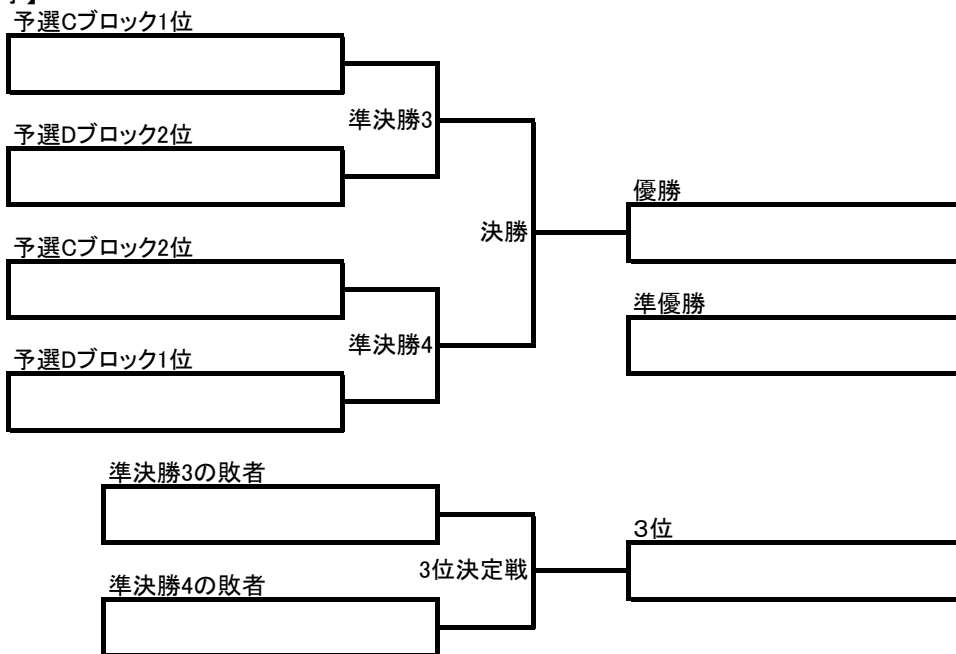 予選Cブロック1位
準決勝3
予選Dブロック2位
優勝
決勝
予選Cブロック2位
準優勝
準決勝4
予選Dブロック1位
準決勝3の敗者
３位
3位決定戦
準決勝4の敗者